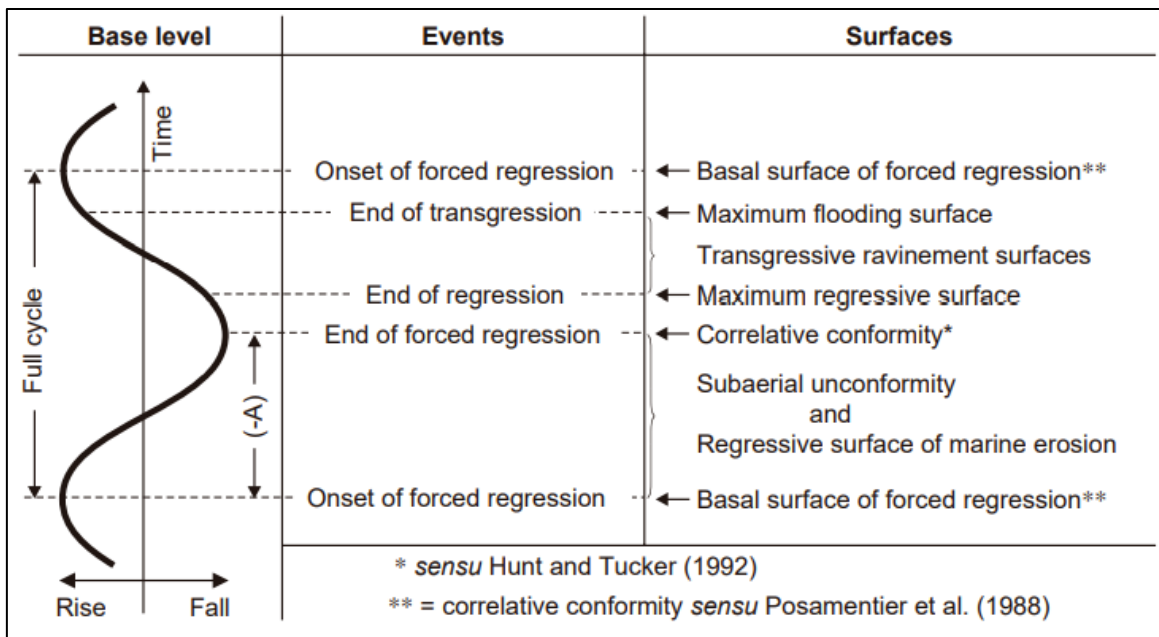 Base level Events Surfaces
Time
Onset of forced regression Basal surface of forced regression**
End of transgression Maximum flooding surface
Transgressive ravinement surfaces
End of regression Maximum regressive surface
End of forced regression Correlative conformity*
Full cycle
(-A)
Subaerial unconformity
and
Regressive surface of marine erosion
Onset of forced regression Basal surface of forced regression**
Rise Fall
* sensu Hunt and Tucker (1992)
** = correlative conformity sensu Posamentier et al. (1988)